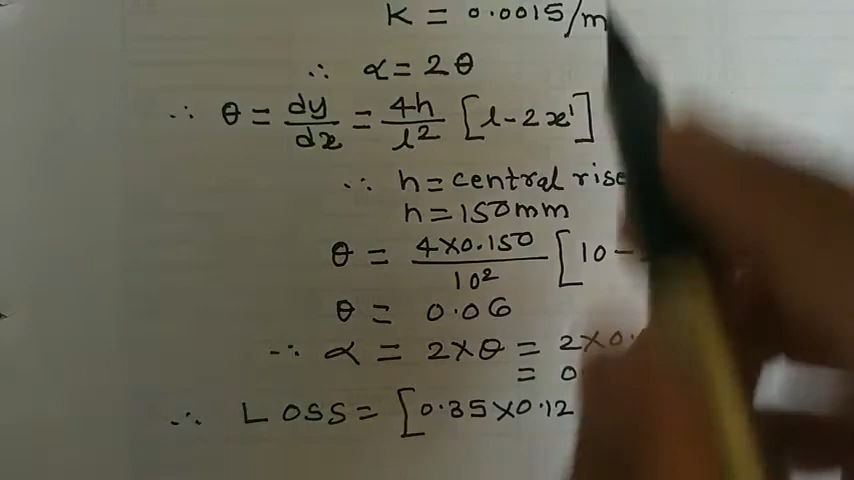 K = 0.0015/m
∴ α = 2θ
∴ θ = dy/dx = 4h/l² [l - 2x']
∴ h = central rise
h = 150mm
θ = 4×0.150/10² [10 -
θ = 0.06
∴ α = 2×θ = 2×0.
= 0
∴ Loss = [0.35×0.12